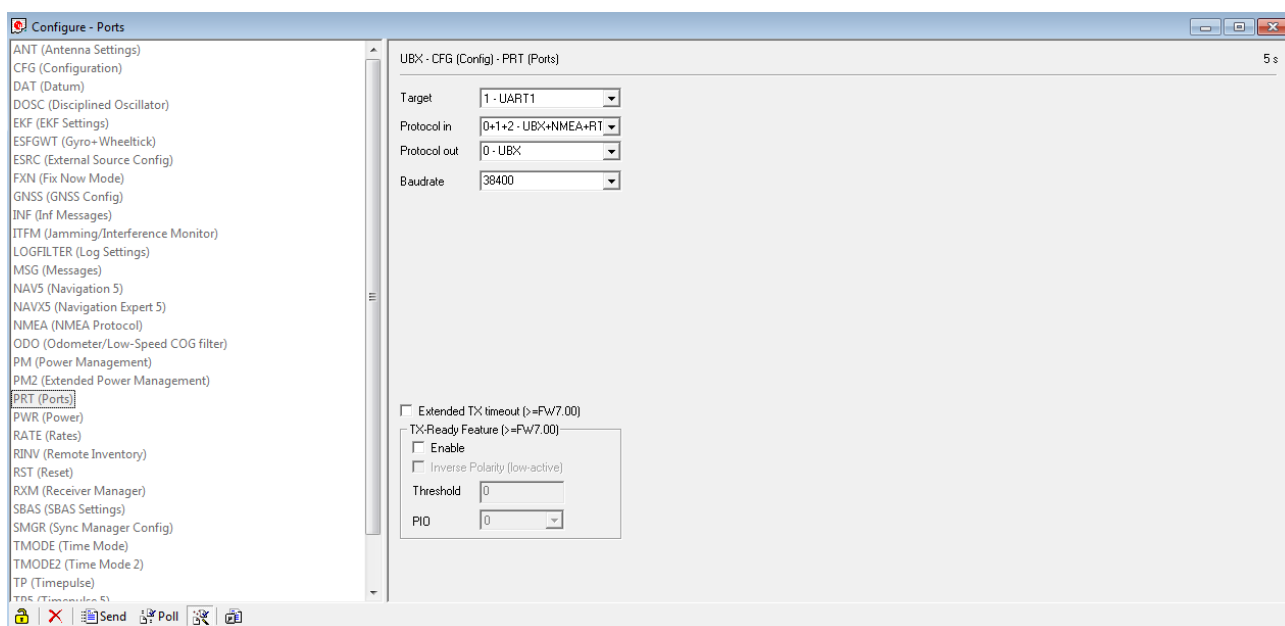 Configure - Ports
ANT (Antenna Settings)
CFG (Configuration)
DAT (Datum)
DOSC (Disciplined Oscillator)
EKF (EKF Settings)
ESFGWT (Gyro+Wheeltick)
ESRC (External Source Config)
FXN (Fix Now Mode)
GNSS (GNSS Config)
INF (Inf Messages)
ITFM (Jamming/Interference Monitor)
LOGFILTER (Log Settings)
MSG (Messages)
NAV5 (Navigation 5)
NAVX5 (Navigation Expert 5)
NMEA (NMEA Protocol)
ODO (Odometer/Low-Speed COG filter)
PM (Power Management)
PM2 (Extended Power Management)
PRT (Ports)
PWR (Power)
RATE (Rates)
RINV (Remote Inventory)
RST (Reset)
RXM (Receiver Manager)
SBAS (SBAS Settings)
SMGR (Sync Manager Config)
TMODE (Time Mode)
TMODE2 (Time Mode 2)
TP (Timepulse)
TP5 (Timepulse 5)
UBX - CFG (Config) - PRT (Ports) 5 s
Target 1 - UART1
Protocol in 0+1+2 - UBX+NMEA+RT
Protocol out 0 - UBX
Baudrate 38400
Extended TX timeout (>=FW7.00)
TX-Ready Feature (>=FW7.00)
Enable
Inverse Polarity (low-active)
Threshold 0
PIO 0
Send Poll